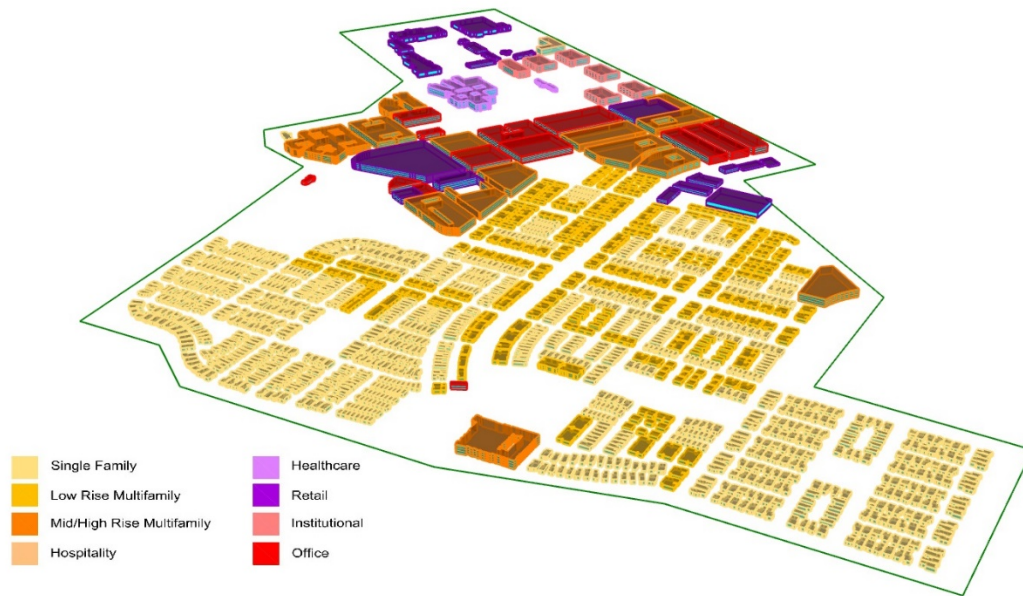 Single Family
Low Rise Multifamily
Mid/High Rise Multifamily
Hospitality
Healthcare
Retail
Institutional
Office